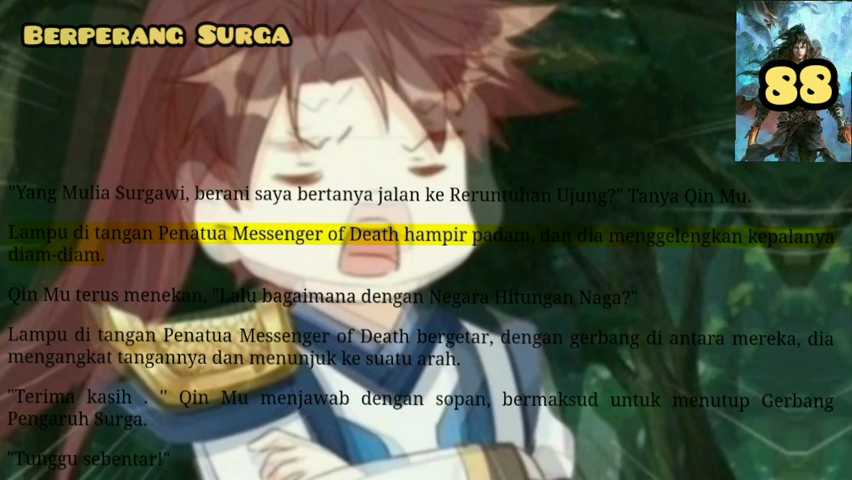 Berperang Surga
88
"Yang Mulia Surgawi, berani saya bertanya jalan ke Reruntuhan Ujung?" Tanya Qin Mu.
Lampu di tangan Penatua Messenger of Death hampir padam, dan dia menggelengkan kepalanya
diam-diam.
Qin Mu terus menekan, "Lalu bagaimana dengan Negara Hitungan Naga?"
Lampu di tangan Penatua Messenger of Death bergetar, dengan gerbang di antara mereka, dia
mengangkat tangannya dan menunjuk ke suatu arah.
"Terima kasih . " Qin Mu menjawab dengan sopan, bermaksud untuk menutup Gerbang
Pengaruh Surga.
"Tunggu sebentar!"